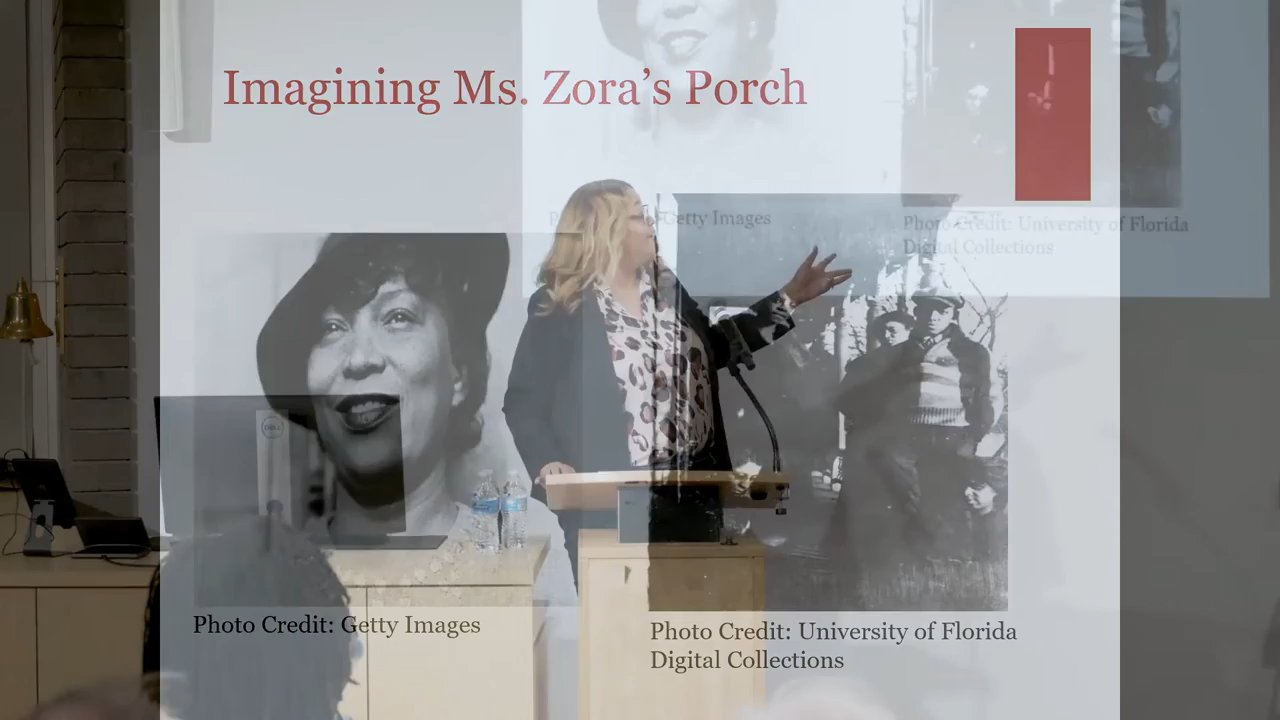 Imagining Ms. Zora's Porch
Getty Images
Photo Credit: University of Florida
Digital Collections
DELL
Photo Credit: Getty Images
Photo Credit: University of Florida
Digital Collections